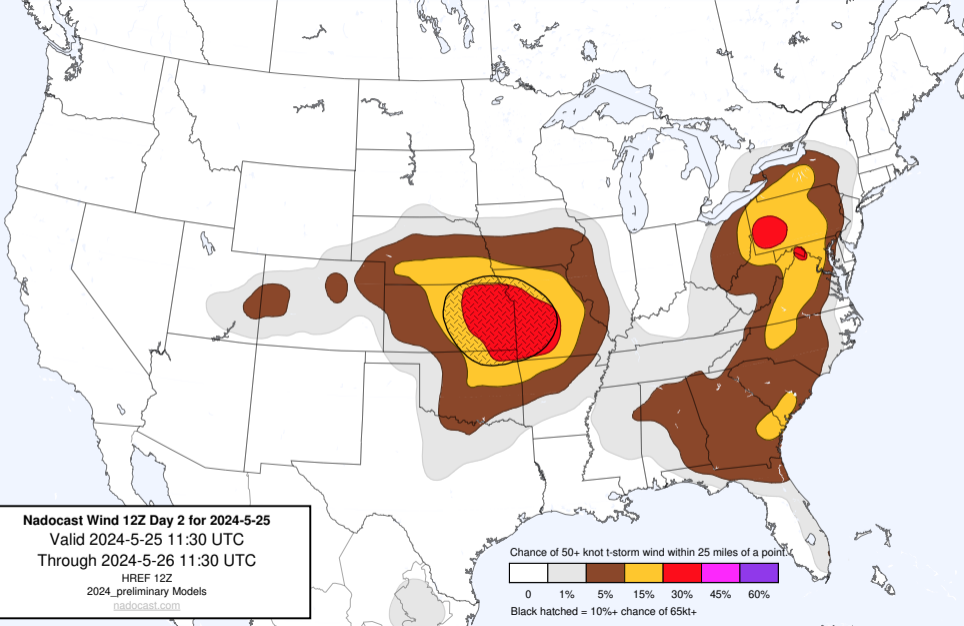 Nadocast Wind 12Z Day 2 for 2024-5-25
Valid 2024-5-25 11:30 UTC
Through 2024-5-26 11:30 UTC
HREF 12Z
2024_preliminary Models
nadocast.com
Chance of 50+ knot t-storm wind within 25 miles of a point.
0 1% 5% 15% 30% 45% 60%
Black hatched = 10%+ chance of 65kt+